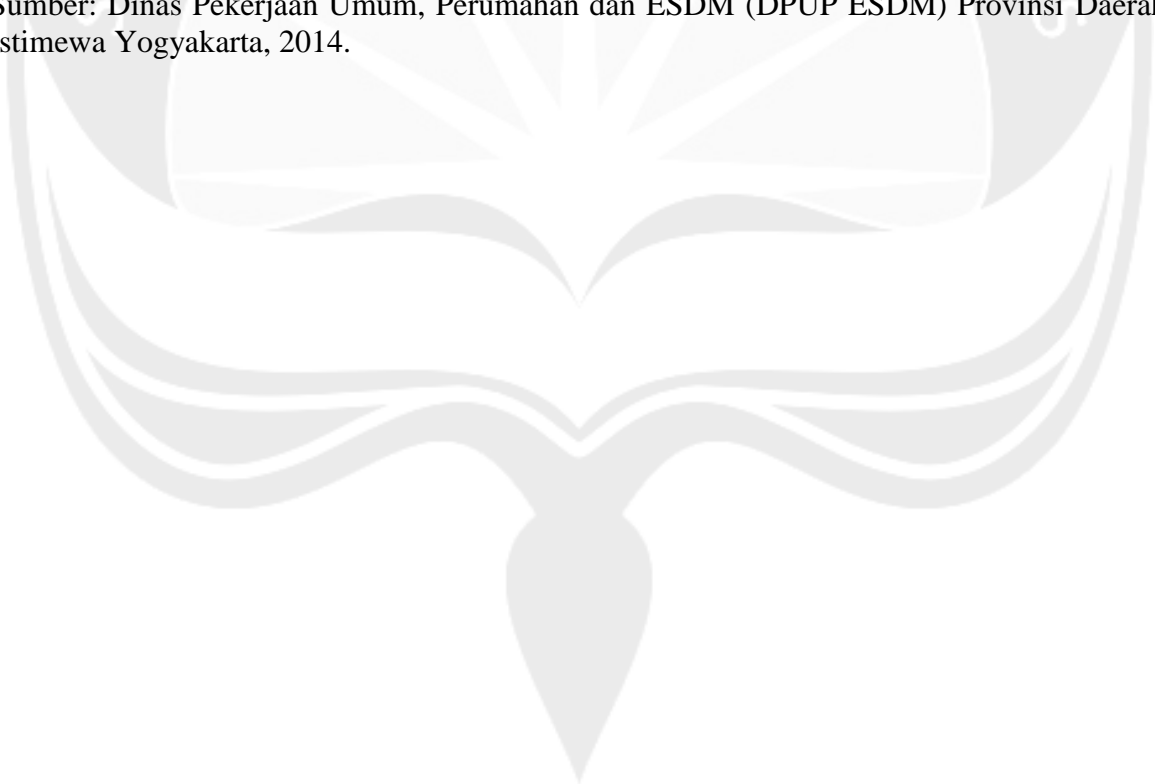 Sumber: Dinas Pekerjaan Umum, Perumahan dan ESDM (DPUP ESDM) Provinsi Daerah
Istimewa Yogyakarta, 2014.